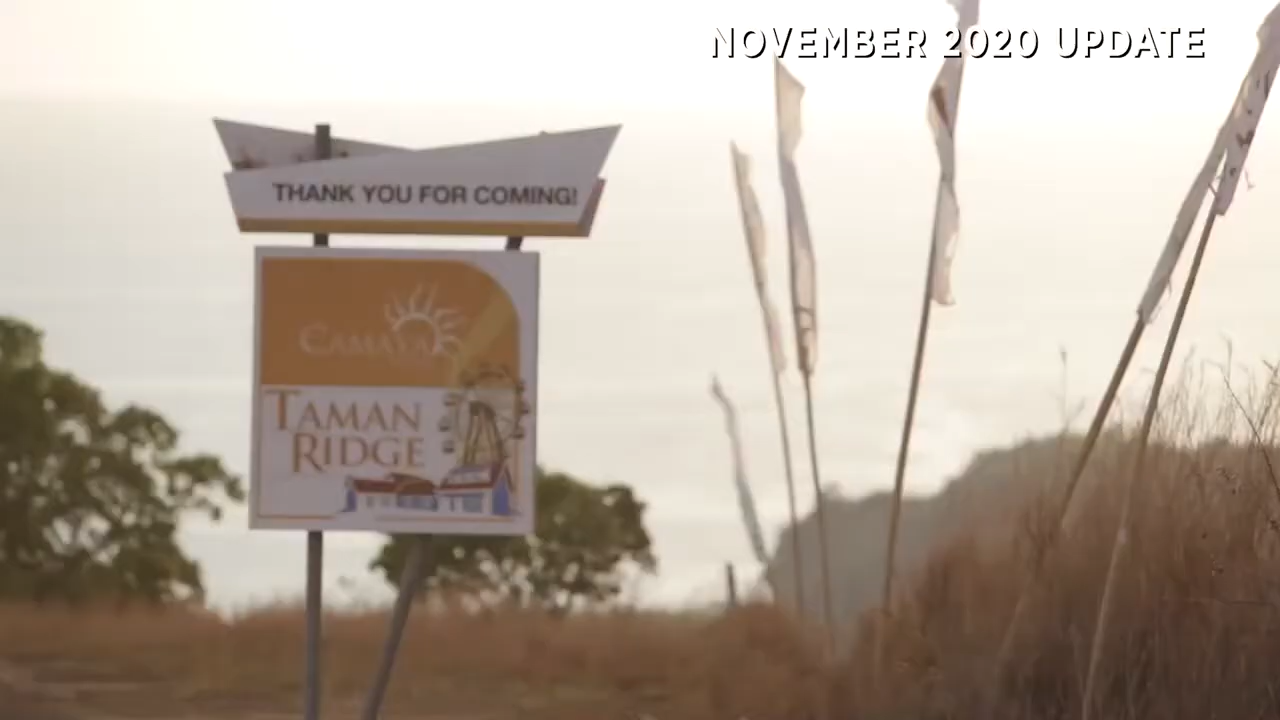 NOVEMBER 2020 UPDATE
THANK YOU FOR COMING!
CAMAYA
TAMAN
RIDGE